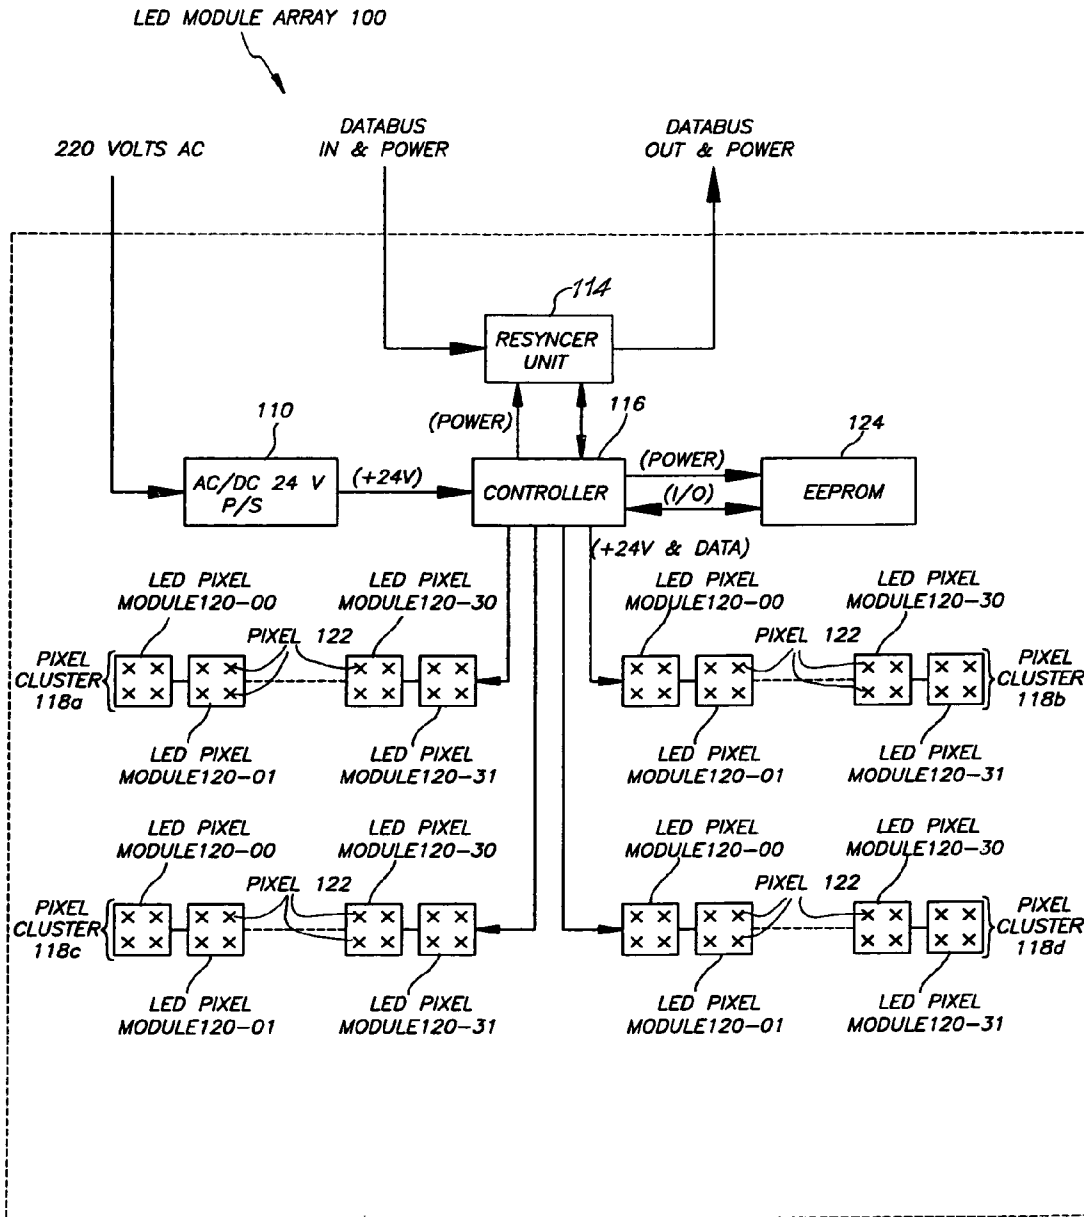 LED MODULE ARRAY 100
220 VOLTS AC
DATABUS
IN & POWER
DATABUS
OUT & POWER
114
RESYNCER
UNIT
110
(POWER)
116
124
AC/DC 24 V
P/S
(+24V)
CONTROLLER
(POWER)
(I/O)
EEPROM
(+24V & DATA)
LED PIXEL
MODULE120-00
LED PIXEL
MODULE120-30
LED PIXEL
MODULE120-00
LED PIXEL
MODULE120-30
PIXEL 122
PIXEL 122
PIXEL
CLUSTER
118a
PIXEL
CLUSTER
118b
LED PIXEL
MODULE120-01
LED PIXEL
MODULE120-31
LED PIXEL
MODULE120-01
LED PIXEL
MODULE120-31
LED PIXEL
MODULE120-00
LED PIXEL
MODULE120-30
LED PIXEL
MODULE120-00
LED PIXEL
MODULE120-30
PIXEL 122
PIXEL 122
PIXEL
CLUSTER
118c
PIXEL
CLUSTER
118d
LED PIXEL
MODULE120-01
LED PIXEL
MODULE120-31
LED PIXEL
MODULE120-01
LED PIXEL
MODULE120-31